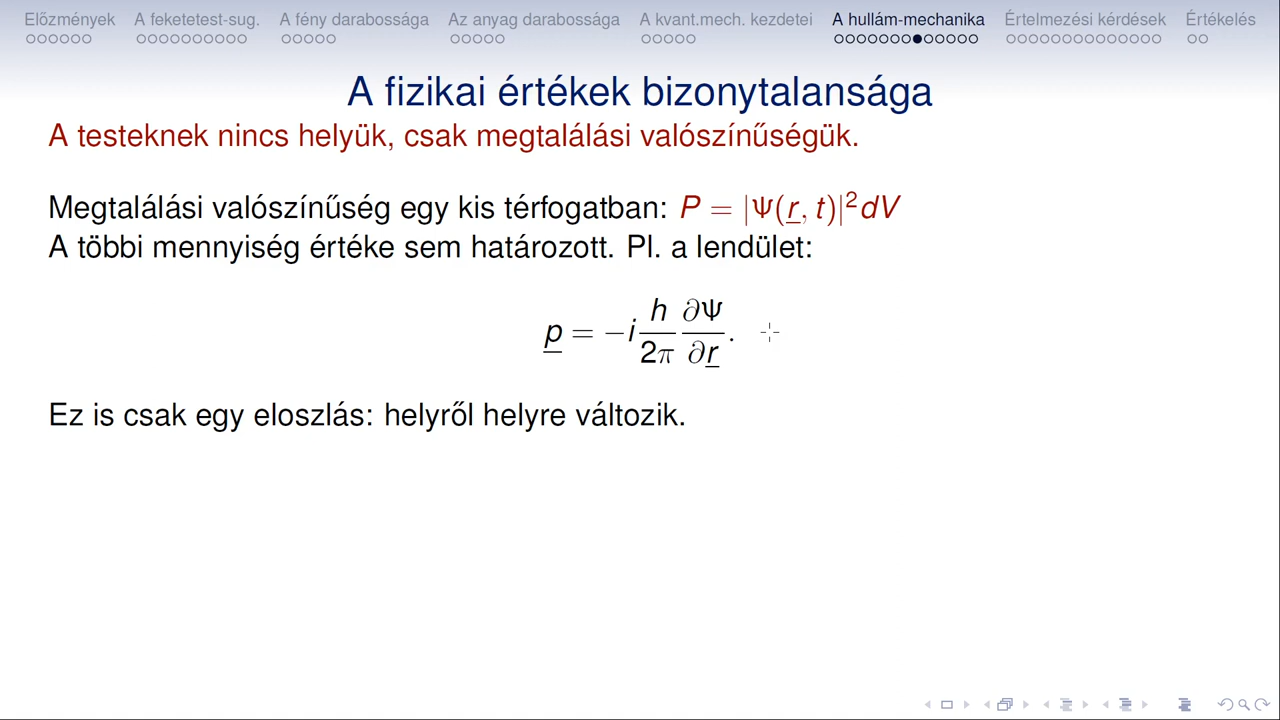 Előzmények A feketetest-sug. A fény darabossága Az anyag darabossága A kvant.mech. kezdetei A hullám-mechanika Értelmezési kérdések Értékelés
A fizikai értékek bizonytalansága
A testeknek nincs helyük, csak megtalálási valószínűségük.
Megtalálási valószínűség egy kis térfogatban: P = |Ψ(r, t)|²dV
A többi mennyiség értéke sem határozott. Pl. a lendület:
p = −i h/2π ∂Ψ/∂r.
Ez is csak egy eloszlás: helyről helyre változik.